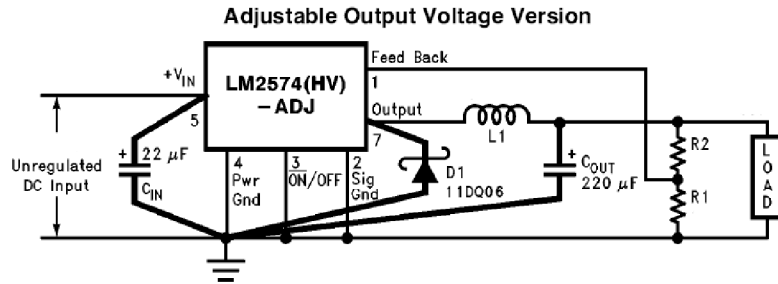 Adjustable Output Voltage Version
Feed Back
+VIN
LM2574(HV)
1
–ADJ
Output
5
7
L1
Unregulated
DC Input
+ 22 µF
CIN
4
Pwr
Gnd
3
ON/OFF
2
Sig
Gnd
D1
11DQ06
+
COUT
220 µF
R2
R1
LOAD